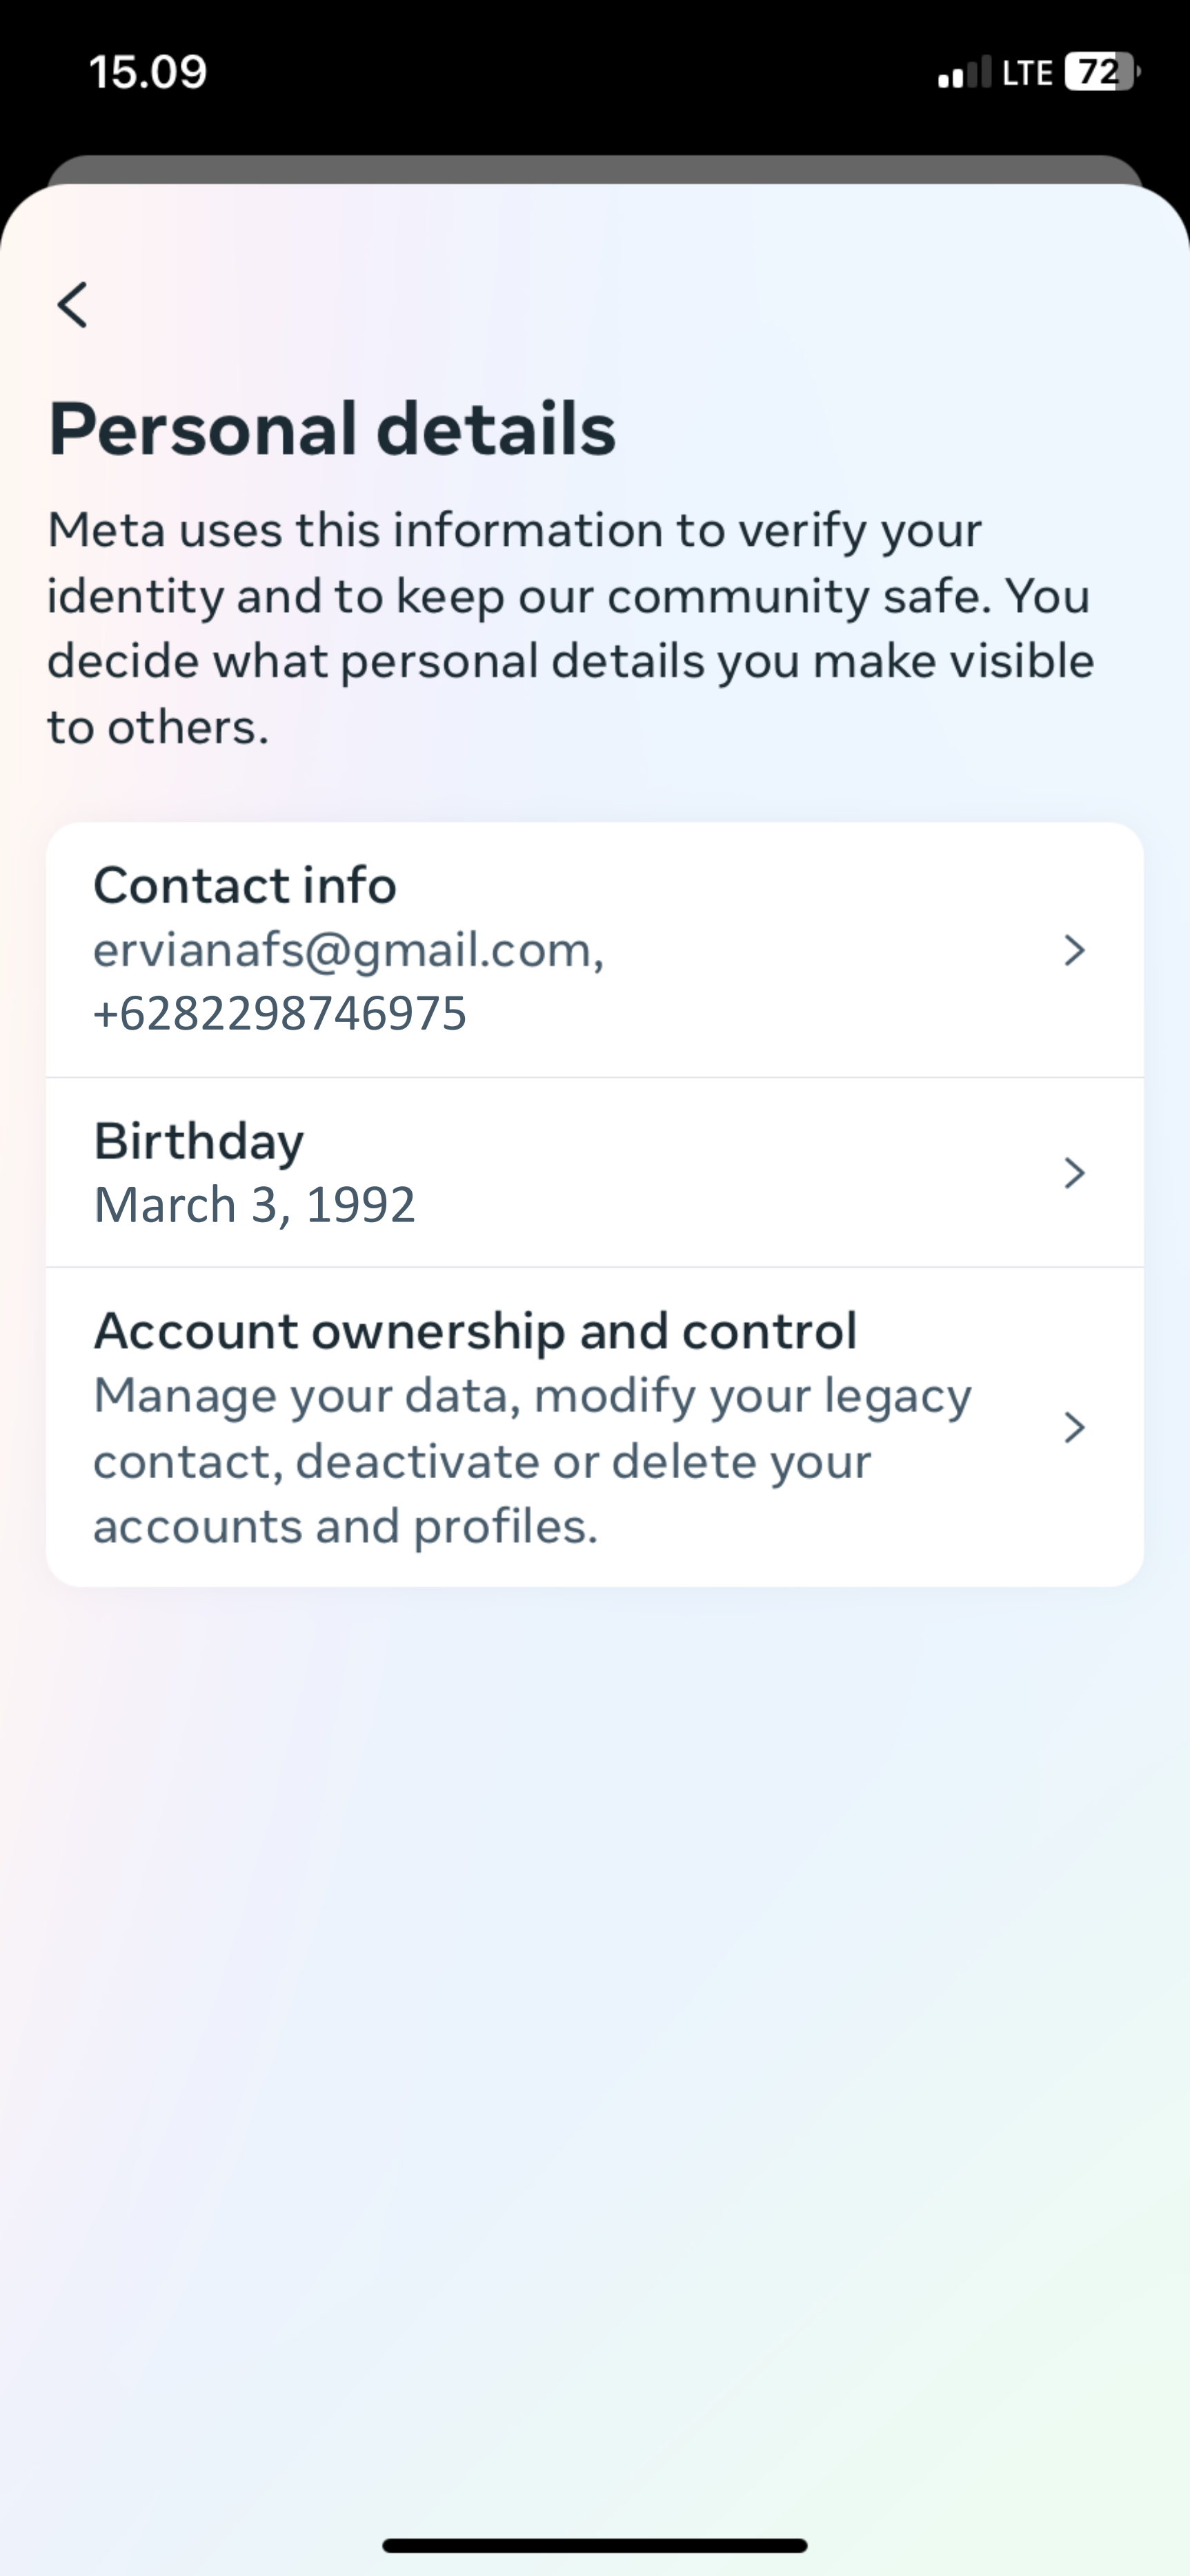 15.09
LTE 72
Personal details
Meta uses this information to verify your
identity and to keep our community safe. You
decide what personal details you make visible
to others.
Contact info
ervianafs@gmail.com,
+6282298746975
Birthday
March 3, 1992
Account ownership and control
Manage your data, modify your legacy
contact, deactivate or delete your
accounts and profiles.